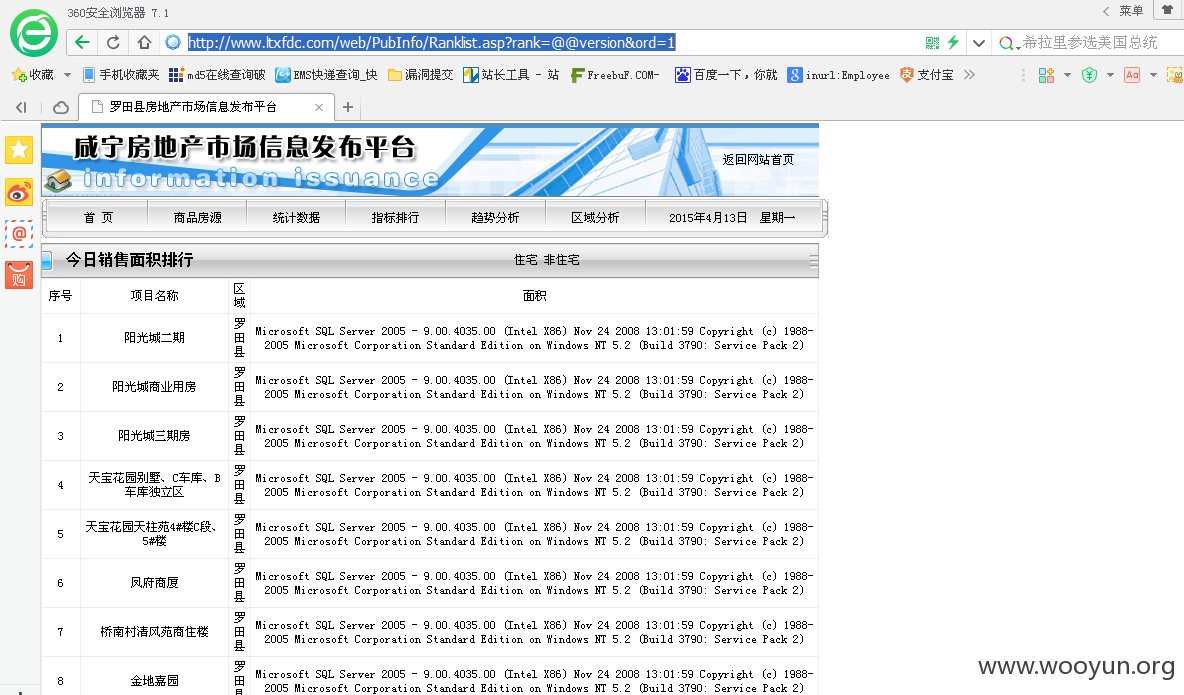 360安全浏览器 7.1
菜单
http://www.ltxfdc.com/web/PubInfo/Ranklist.asp?rank=@@version&ord=1
希拉里参选美国总统
收藏 手机收藏夹 md5在线查询破 EMS快递查询_快 漏洞提交 站长工具 - 站 FreebuF.COM- 百度一下，你就 inurl:Employee 支付宝
罗田县房地产市场信息发布平台
咸宁房地产市场信息发布平台
information issuance
返回网站首页
首 页 商品房源 统计数据 指标排行 趋势分析 区域分析 2015年4月13日 星期一
今日销售面积排行 住宅 非住宅
序号 项目名称 区域 面积
1 阳光城二期 罗田县 Microsoft SQL Server 2005 - 9.00.4035.00 (Intel X86) Nov 24 2008 13:01:59 Copyright (c) 1988-
2005 Microsoft Corporation Standard Edition on Windows NT 5.2 (Build 3790: Service Pack 2)
2 阳光城商业用房 罗田县 Microsoft SQL Server 2005 - 9.00.4035.00 (Intel X86) Nov 24 2008 13:01:59 Copyright (c) 1988-
2005 Microsoft Corporation Standard Edition on Windows NT 5.2 (Build 3790: Service Pack 2)
3 阳光城三期房 罗田县 Microsoft SQL Server 2005 - 9.00.4035.00 (Intel X86) Nov 24 2008 13:01:59 Copyright (c) 1988-
2005 Microsoft Corporation Standard Edition on Windows NT 5.2 (Build 3790: Service Pack 2)
4 天宝花园别墅、C车库、B
车库独立区 罗田县 Microsoft SQL Server 2005 - 9.00.4035.00 (Intel X86) Nov 24 2008 13:01:59 Copyright (c) 1988-
2005 Microsoft Corporation Standard Edition on Windows NT 5.2 (Build 3790: Service Pack 2)
5 天宝花园天柱苑4#楼C段、
5#楼 罗田县 Microsoft SQL Server 2005 - 9.00.4035.00 (Intel X86) Nov 24 2008 13:01:59 Copyright (c) 1988-
2005 Microsoft Corporation Standard Edition on Windows NT 5.2 (Build 3790: Service Pack 2)
6 凤府商厦 罗田县 Microsoft SQL Server 2005 - 9.00.4035.00 (Intel X86) Nov 24 2008 13:01:59 Copyright (c) 1988-
2005 Microsoft Corporation Standard Edition on Windows NT 5.2 (Build 3790: Service Pack 2)
7 桥南村清风苑商住楼 罗田县 Microsoft SQL Server 2005 - 9.00.4035.00 (Intel X86) Nov 24 2008 13:01:59 Copyright (c) 1988-
2005 Microsoft Corporation Standard Edition on Windows NT 5.2 (Build 3790: Service Pack 2)
8 金地嘉园 罗田县 Microsoft SQL Server 2005 - 9.00.4035.00 (Intel X86) Nov 24 2008 13:01:59 Copyright (c) 1988-
2005 Microsoft Corporation Standard Edition on Windows NT 5.2 (Build 3790: Service Pack 2)
购
www.wooyun.org